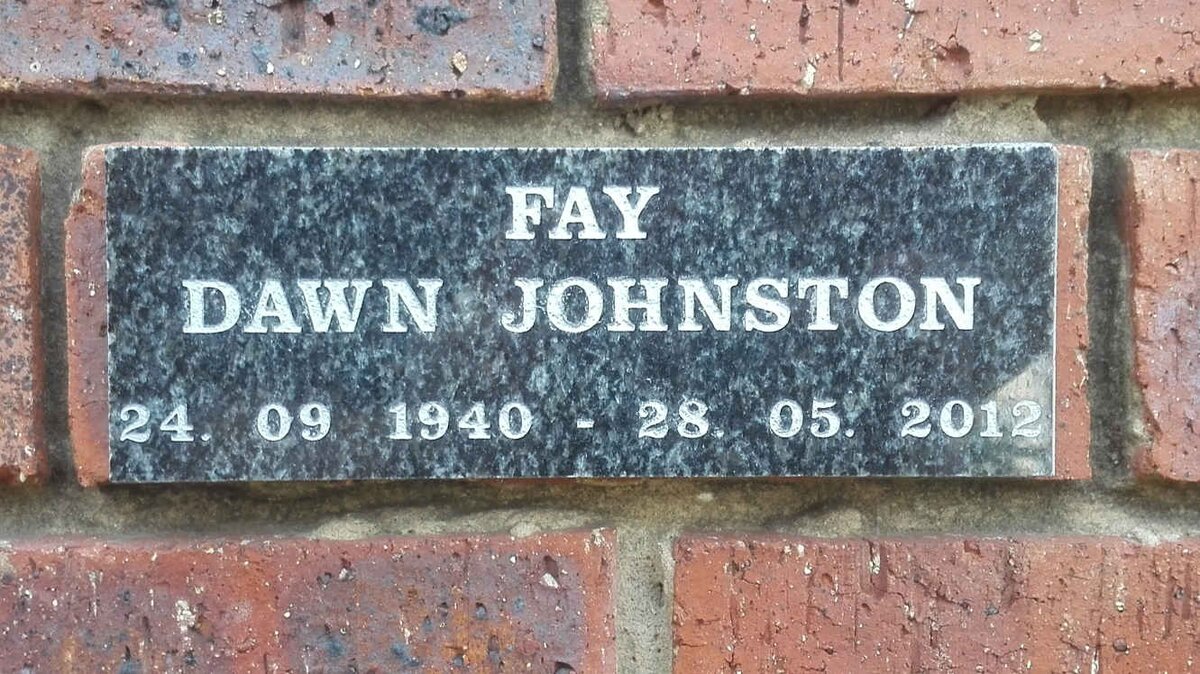 FAY
DAWN JOHNSTON
24. 09 1940 - 28. 05. 2012